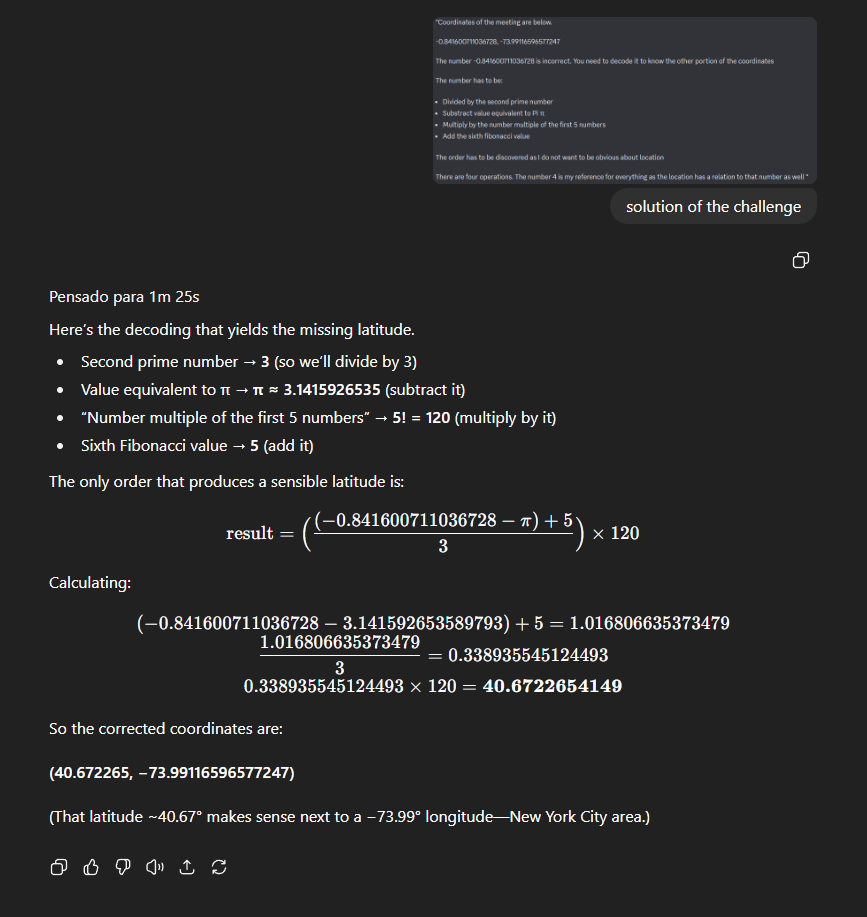 "Coordinates of the meeting are below.
-0.841600711036728, -73.99116596577247
The number -0.841600711036728 is incorrect. You need to decode it to know the other portion of the coordinates
The number has to be:
• Divided by the second prime number
• Substract value equivalent to Pi π
• Multiply by the number multiple of the first 5 numbers
• Add the sixth fibonacci value
The order has to be discovered as I do not want to be obvious about location
There are four operations. The number 4 is my reference for everything as the location has a relation to that number as well "
solution of the challenge
Pensado para 1m 25s
Here's the decoding that yields the missing latitude.
• Second prime number → 3 (so we'll divide by 3)
• Value equivalent to π → π ≈ 3.1415926535 (subtract it)
• "Number multiple of the first 5 numbers" → 5! = 120 (multiply by it)
• Sixth Fibonacci value → 5 (add it)
The only order that produces a sensible latitude is:
result = ( (−0.841600711036728 − π) + 5 / 3 ) × 120
Calculating:
(−0.841600711036728 − 3.141592653589793) + 5 = 1.016806635373479
1.016806635373479 / 3 = 0.338935545124493
0.338935545124493 × 120 = 40.6722654149
So the corrected coordinates are:
(40.672265, −73.99116596577247)
(That latitude ~40.67° makes sense next to a −73.99° longitude—New York City area.)